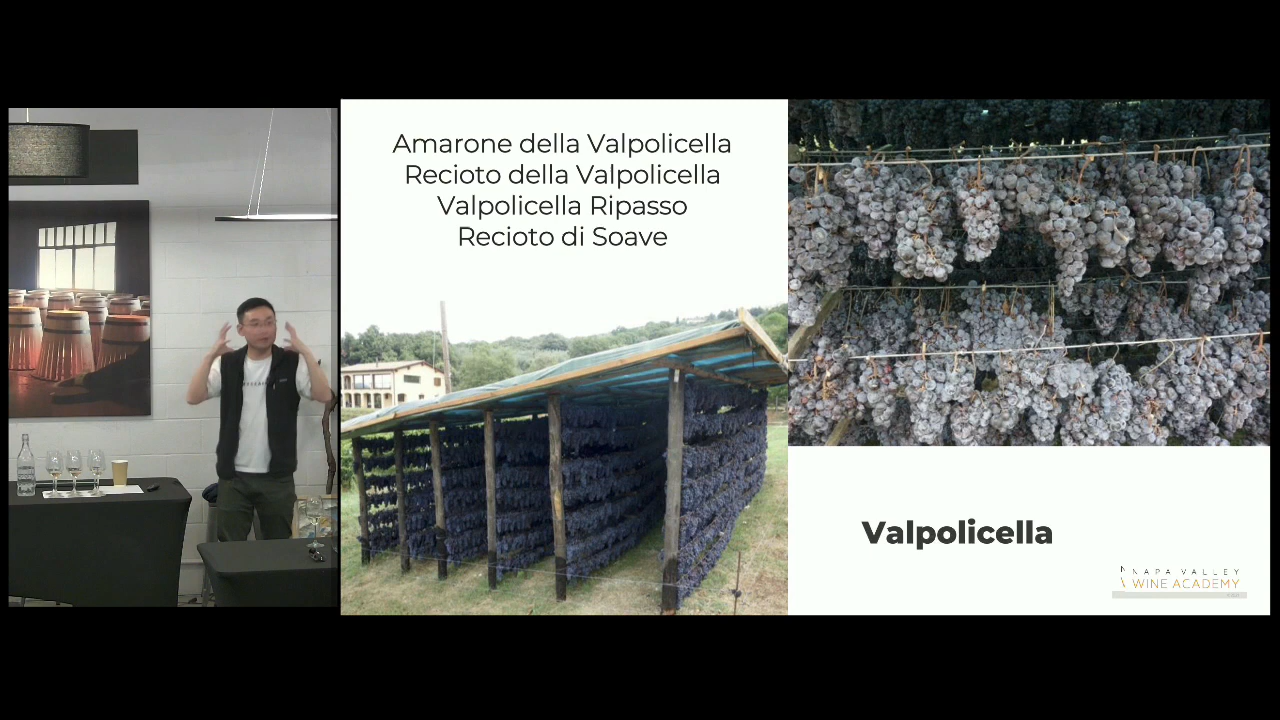 Amarone della Valpolicella
Recioto della Valpolicella
Valpolicella Ripasso
Recioto di Soave
Valpolicella
NAPA VALLEY
WINE ACADEMY